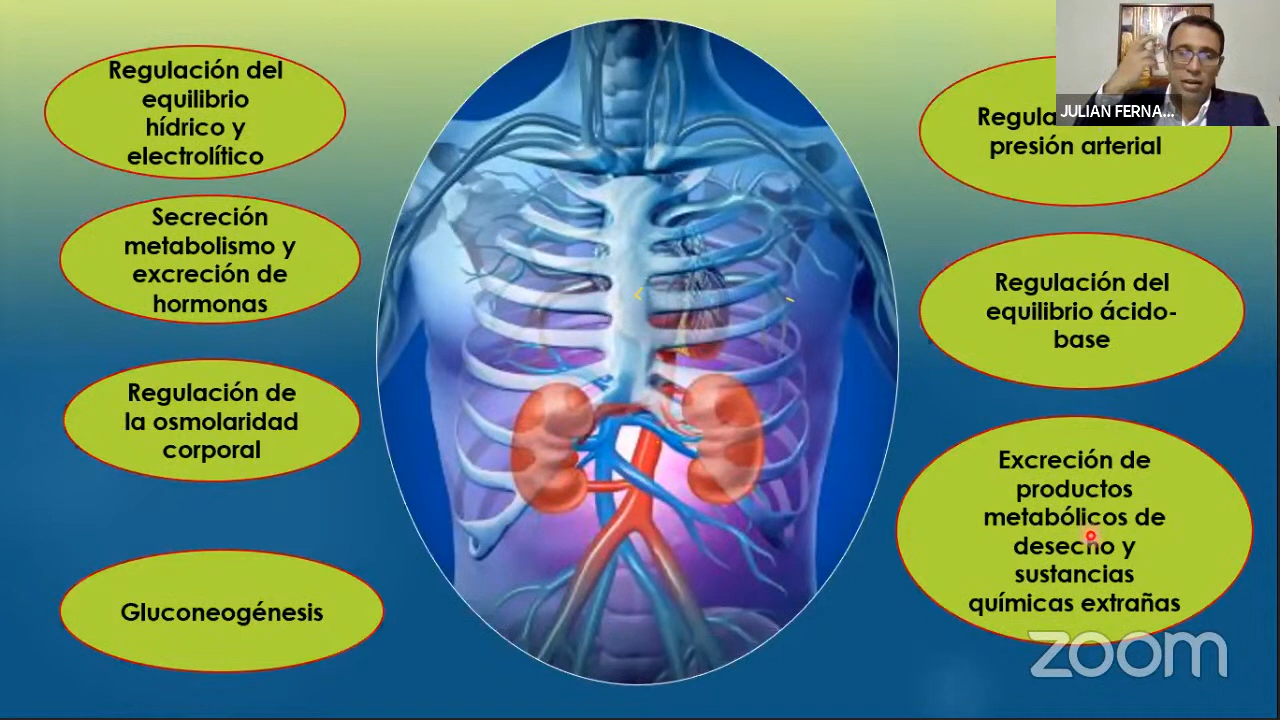 Regulación del
equilibrio
hídrico y
electrolítico
Secreción
metabolismo y
excreción de
hormonas
Regulación de
la osmolaridad
corporal
Gluconeogénesis
JULIAN FERNA...
presión arterial
Regulación del
equilibrio ácido-
base
Excreción de
productos
metabólicos de
desecho y
sustancias
químicas extrañas
zoom